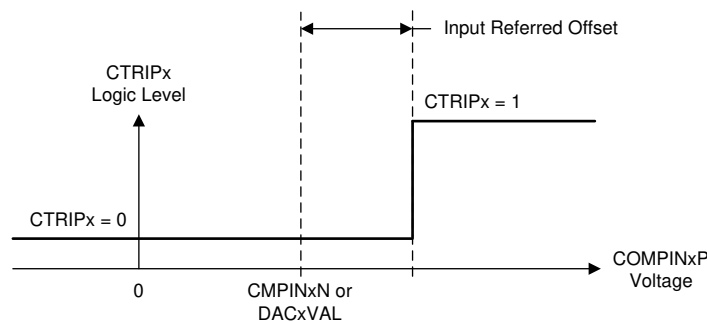 Input Referred Offset
CTRIPx
Logic Level
CTRIPx = 1
CTRIPx = 0
COMPINxP
Voltage
0
CMPINxN or
DACxVAL